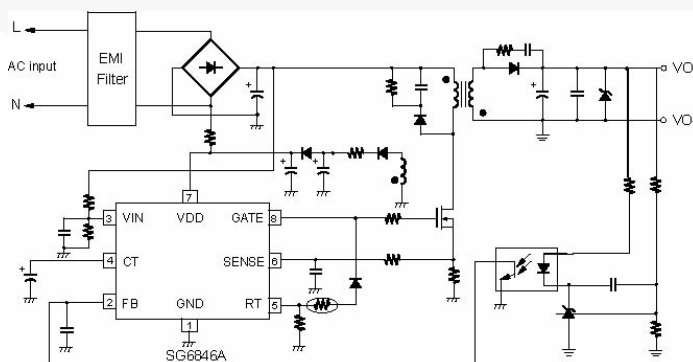 L
EMI
Filter
AC input
N
VO
VO
+
+
+
+
7
3 VIN VDD GATE 8
4 CT SENSE 6
+
2 FB GND RT 5
1
SG6846A